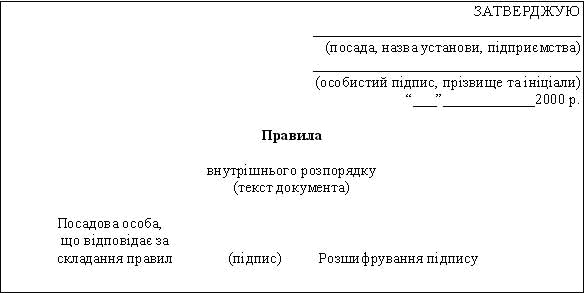 ЗАТВЕРДЖУЮ
(посада, назва установи, підприємства)
(особистий підпис, прізвище та ініціали)
“___”____________2000 р.
Правила
внутрішнього розпорядку
(текст документа)
Посадова особа,
що відповідає за
складання правил (підпис) Розшифрування підпису